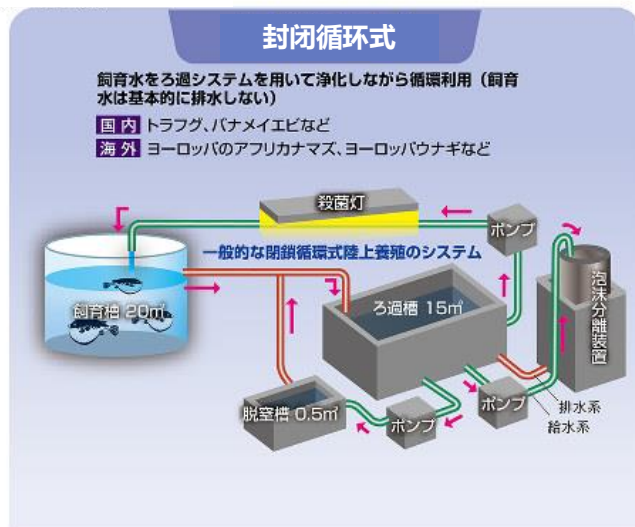 封闭循环式
飼育水をろ過システムを用いて浄化しながら循環利用（飼育
水は基本的に排水しない）
国内 トラフグ、バナメイエビなど
海外 ヨーロッパのアフリカナマズ、ヨーロッパウナギなど
殺菌灯
ポンプ
一般的な閉鎖循環式陸上養殖のシステム
飼育槽 20㎥
ろ過槽 15㎥
泡沫分離装置
脱窒槽 0.5㎥
ポンプ
ポンプ
排水系
給水系